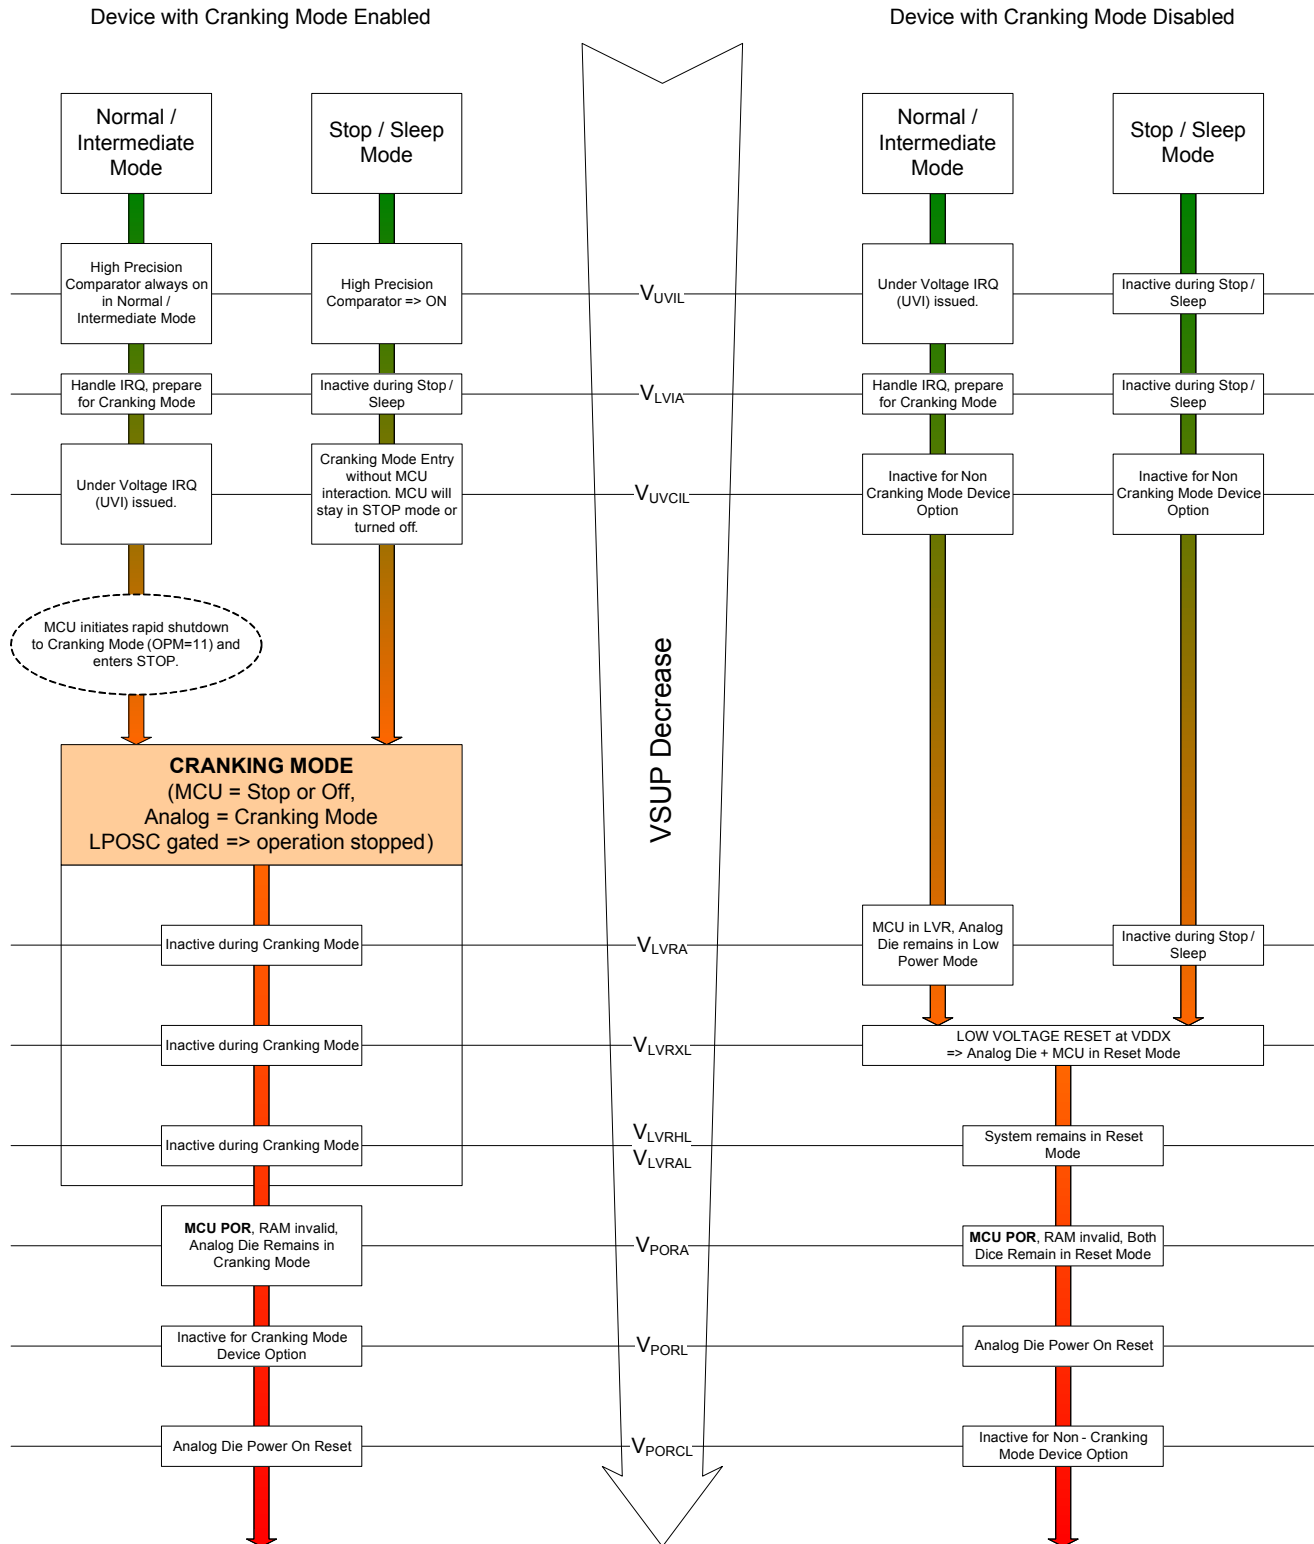 Device with Cranking Mode Enabled
Device with Cranking Mode Disabled
Normal /
Intermediate
Mode
Stop / Sleep
Mode
Normal /
Intermediate
Mode
Stop / Sleep
Mode
High Precision
Comparator always on
in Normal /
Intermediate Mode
High Precision
Comparator => ON
VUVIL
Under Voltage IRQ
(UVI) issued.
Inactive during Stop /
Sleep
Handle IRQ, prepare
for Cranking Mode
Inactive during Stop /
Sleep
VLVIA
Handle IRQ, prepare
for Cranking Mode
Inactive during Stop /
Sleep
Under Voltage IRQ
(UVI) issued.
Cranking Mode Entry
without MCU
interaction. MCU will
stay in STOP mode or
turned off.
VUVCIL
Inactive for Non
Cranking Mode Device
Option
Inactive for Non
Cranking Mode Device
Option
MCU initiates rapid shutdown
to Cranking Mode (OPM=11) and
enters STOP.
VSUP Decrease
CRANKING MODE
(MCU = Stop or Off,
Analog = Cranking Mode
LPOSC gated => operation stopped)
Inactive during Cranking Mode
VLVRA
MCU in LVR, Analog
Die remains in Low
Power Mode
Inactive during Stop /
Sleep
Inactive during Cranking Mode
VLVRXL
LOW VOLTAGE RESET at VDDX
=> Analog Die + MCU in Reset Mode
Inactive during Cranking Mode
VLVRHL
VLVRAL
System remains in Reset
Mode
MCU POR, RAM invalid,
Analog Die Remains in
Cranking Mode
VPORA
MCU POR, RAM invalid, Both
Dice Remain in Reset Mode
Inactive for Cranking Mode
Device Option
VPORL
Analog Die Power On Reset
Analog Die Power On Reset
VPORCL
Inactive for Non - Cranking
Mode Device Option